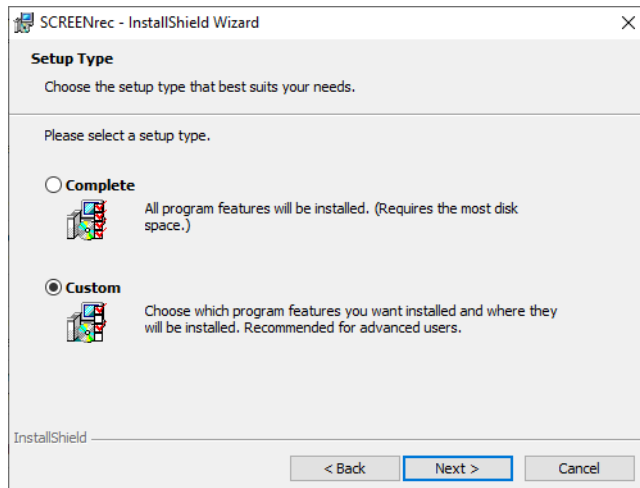 SCREENrec - InstallShield Wizard
Setup Type
Choose the setup type that best suits your needs.
Please select a setup type.
Complete
All program features will be installed. (Requires the most disk
space.)
Custom
Choose which program features you want installed and where they
will be installed. Recommended for advanced users.
InstallShield
< Back
Next >
Cancel